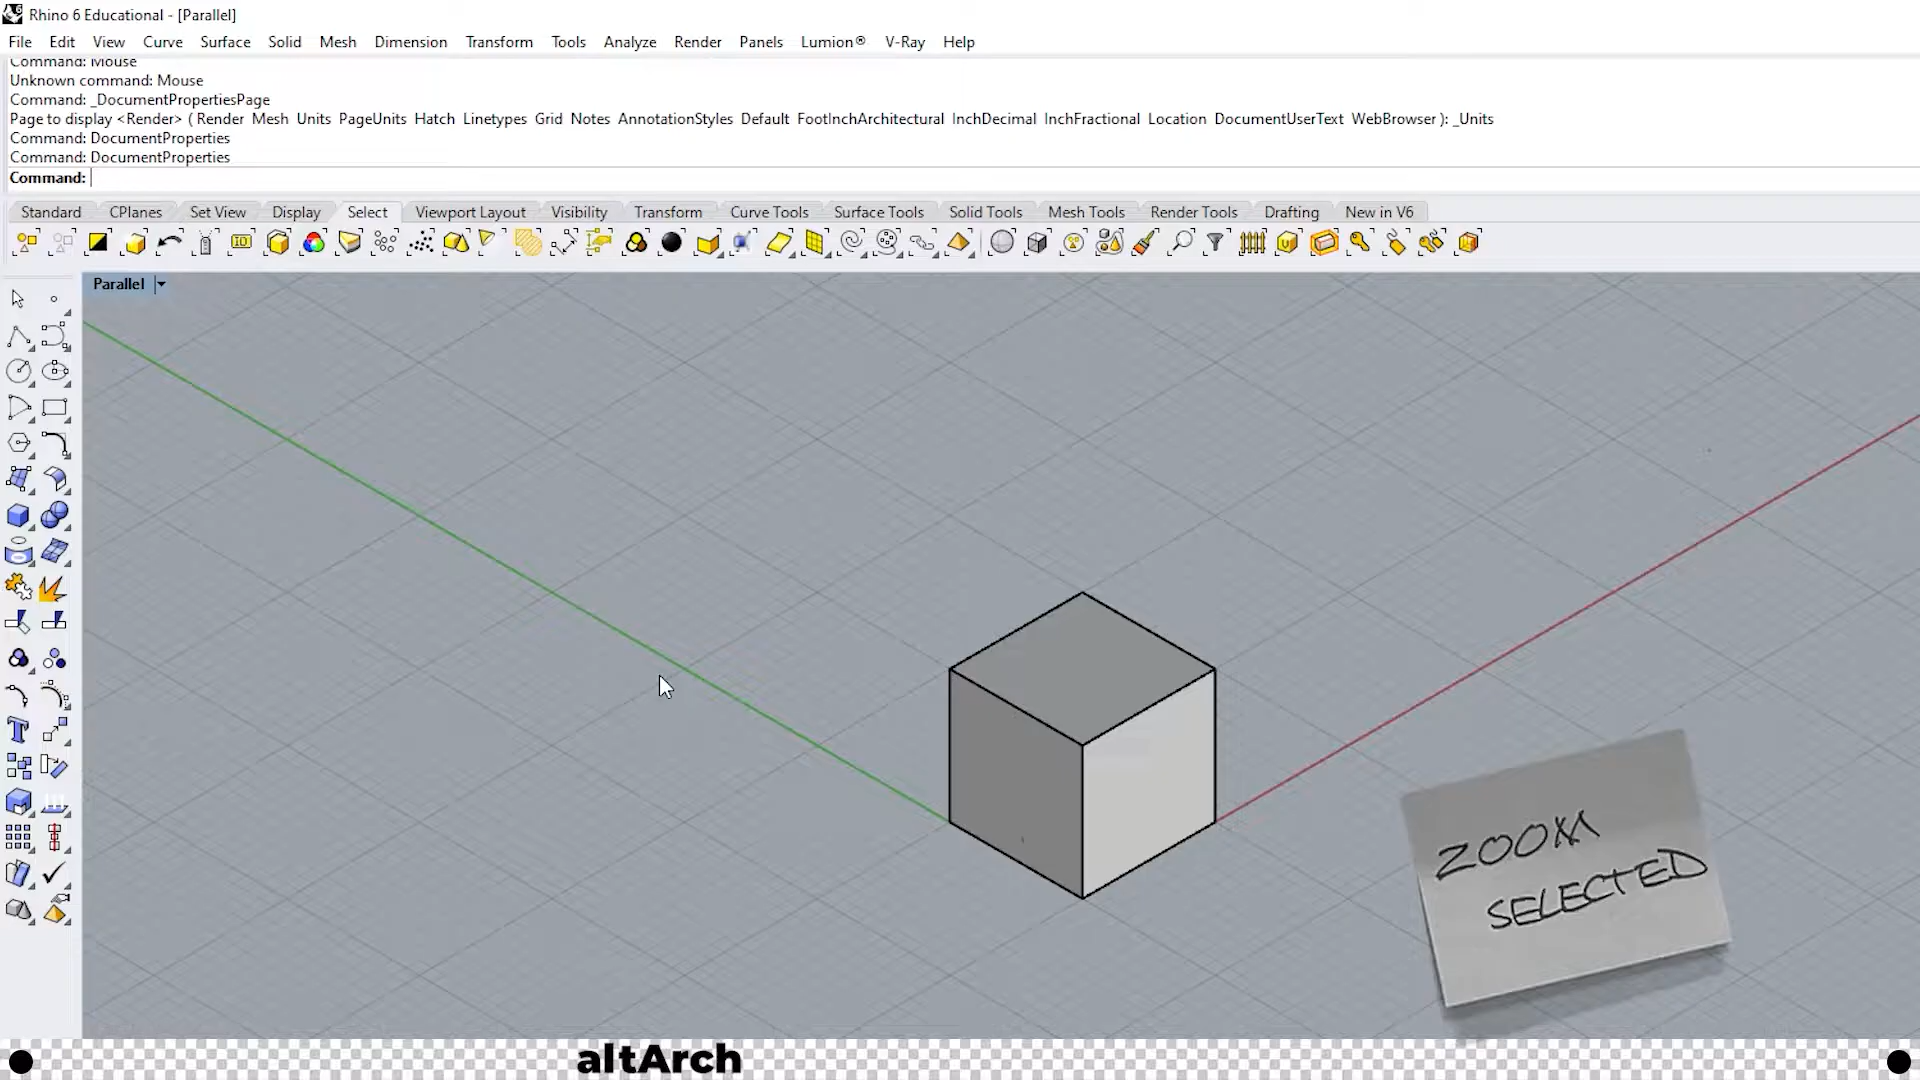 Rhino 6 Educational - [Parallel]
File Edit View Curve Surface Solid Mesh Dimension Transform Tools Analyze Render Panels Lumion® V-Ray Help
Command: Mouse
Unknown command: Mouse
Command: _DocumentPropertiesPage
Page to display <Render> ( Render Mesh Units PageUnits Hatch Linetypes Grid Notes AnnotationStyles Default FootInchArchitectural InchDecimal InchFractional Location DocumentUserText WebBrowser ): _Units
Command: DocumentProperties
Command: DocumentProperties
Command:
Standard CPlanes Set View Display Select Viewport Layout Visibility Transform Curve Tools Surface Tools Solid Tools Mesh Tools Render Tools Drafting New in V6
Parallel
ZOOM
SELECTED
altArch